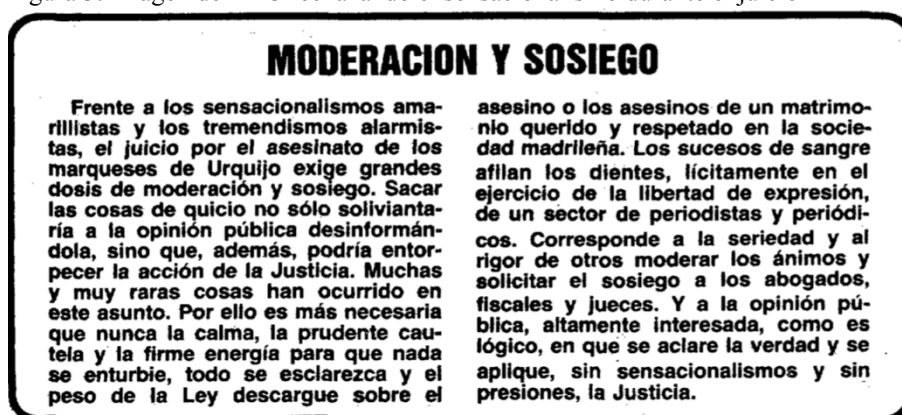 MODERACION Y SOSIEGO
Frente a los sensacionalismos ama-
rillistas y los tremendismos alarmis-
tas, el juicio por el asesinato de los
marqueses de Urquijo exige grandes
dosis de moderación y sosiego. Sacar
las cosas de quicio no sólo solivianta-
ría a la opinión pública desinformán-
dola, sino que, además, podría entor-
pecer la acción de la Justicia. Muchas
y muy raras cosas han ocurrido en
este asunto. Por ello es más necesaria
que nunca la calma, la prudente cau-
tela y la firme energía para que nada
se enturbie, todo se esclarezca y el
peso de la Ley descargue sobre el
asesino o los asesinos de un matrimo-
nio querido y respetado en la socie-
dad madrileña. Los sucesos de sangre
afilan los dientes, lícitamente en el
ejercicio de la libertad de expresión,
de un sector de periodistas y periódi-
cos. Corresponde a la seriedad y al
rigor de otros moderar los ánimos y
solicitar el sosiego a los abogados,
fiscales y jueces. Y a la opinión pú-
blica, altamente interesada, como es
lógico, en que se aclare la verdad y se
aplique, sin sensacionalismos y sin
presiones, la Justicia.